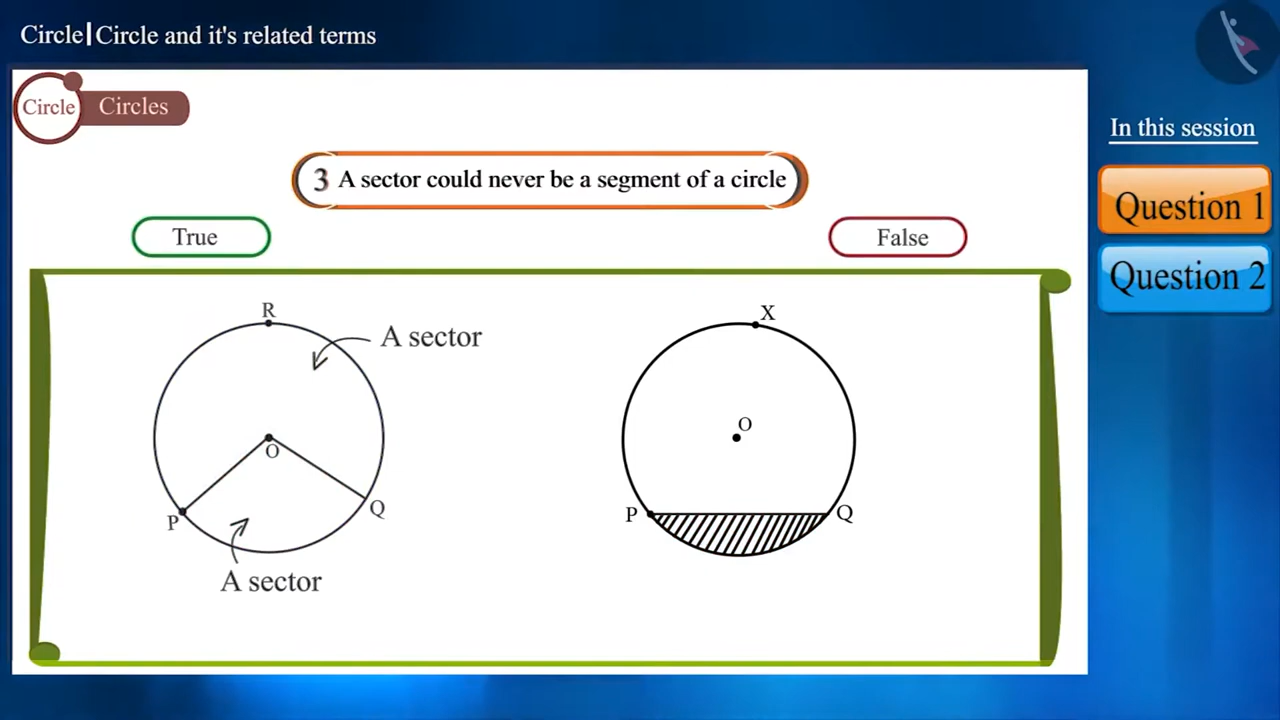 Circle|Circle and it's related terms
Circle Circles
In this session
Question 1
Question 2
3 A sector could never be a segment of a circle
True
False
R
A sector
O
P
Q
A sector
X
O
P
Q